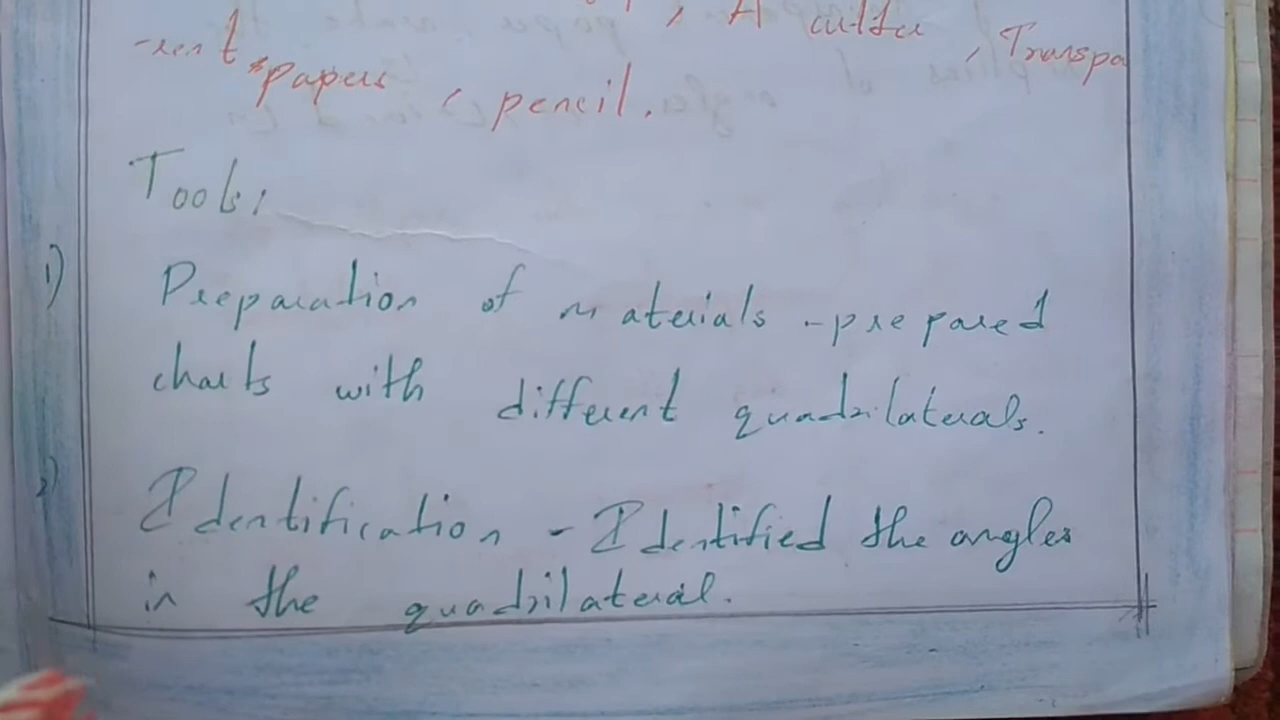 , A cutter , Transpa
-rent papers , pencil.
Tools:
1) Preparation of materials - prepared
charts with different quadrilaterals.
2) Identification - Identified the angles
in the quadrilateral.